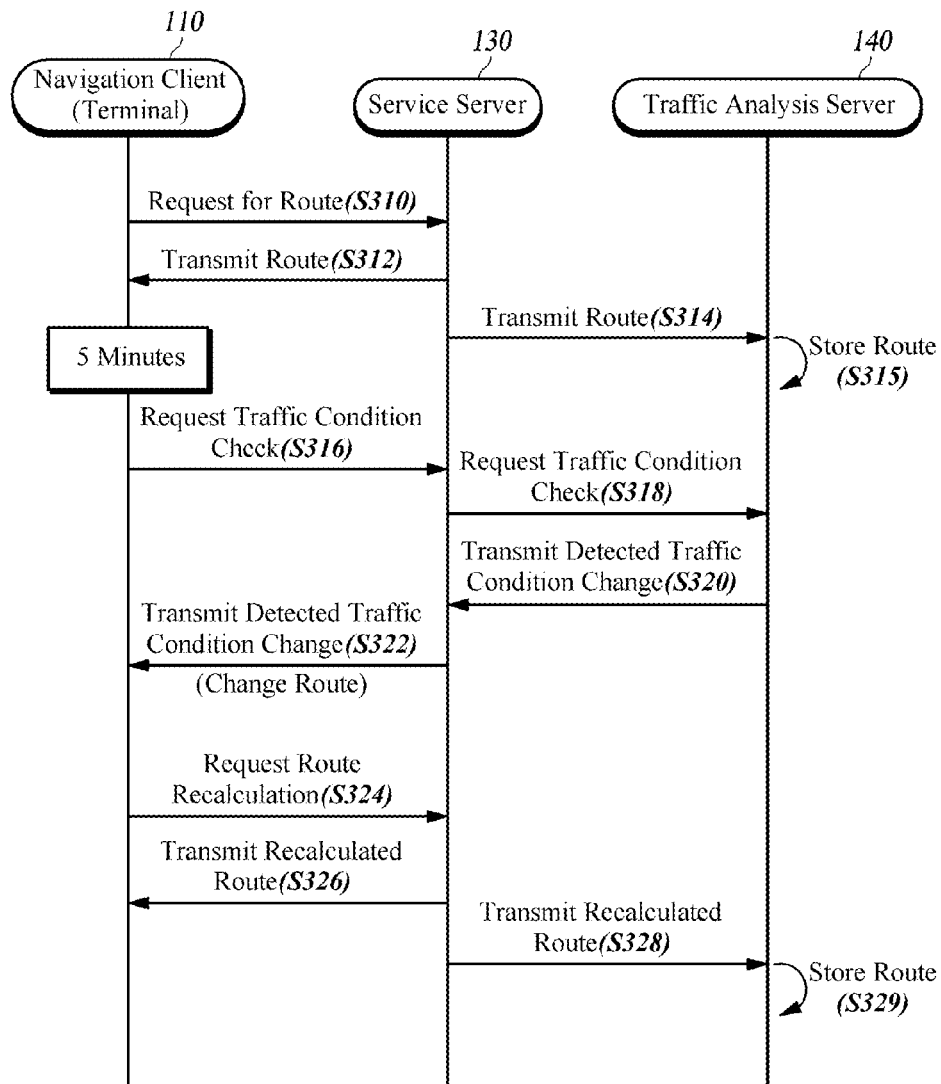 110
130
140
Navigation Client
(Terminal)
Service Server
Traffic Analysis Server
Request for Route(S310)
Transmit Route(S312)
Transmit Route(S314)
Store Route
(S315)
5 Minutes
Request Traffic Condition
Check(S316)
Request Traffic Condition
Check(S318)
Transmit Detected Traffic
Condition Change(S320)
Transmit Detected Traffic
Condition Change(S322)
(Change Route)
Request Route
Recalculation(S324)
Transmit Recalculated
Route(S326)
Transmit Recalculated
Route(S328)
Store Route
(S329)